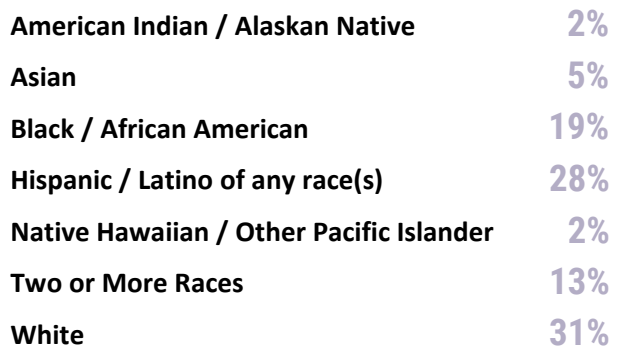 American Indian / Alaskan Native 2%
Asian 5%
Black / African American 19%
Hispanic / Latino of any race(s) 28%
Native Hawaiian / Other Pacific Islander 2%
Two or More Races 13%
White 31%